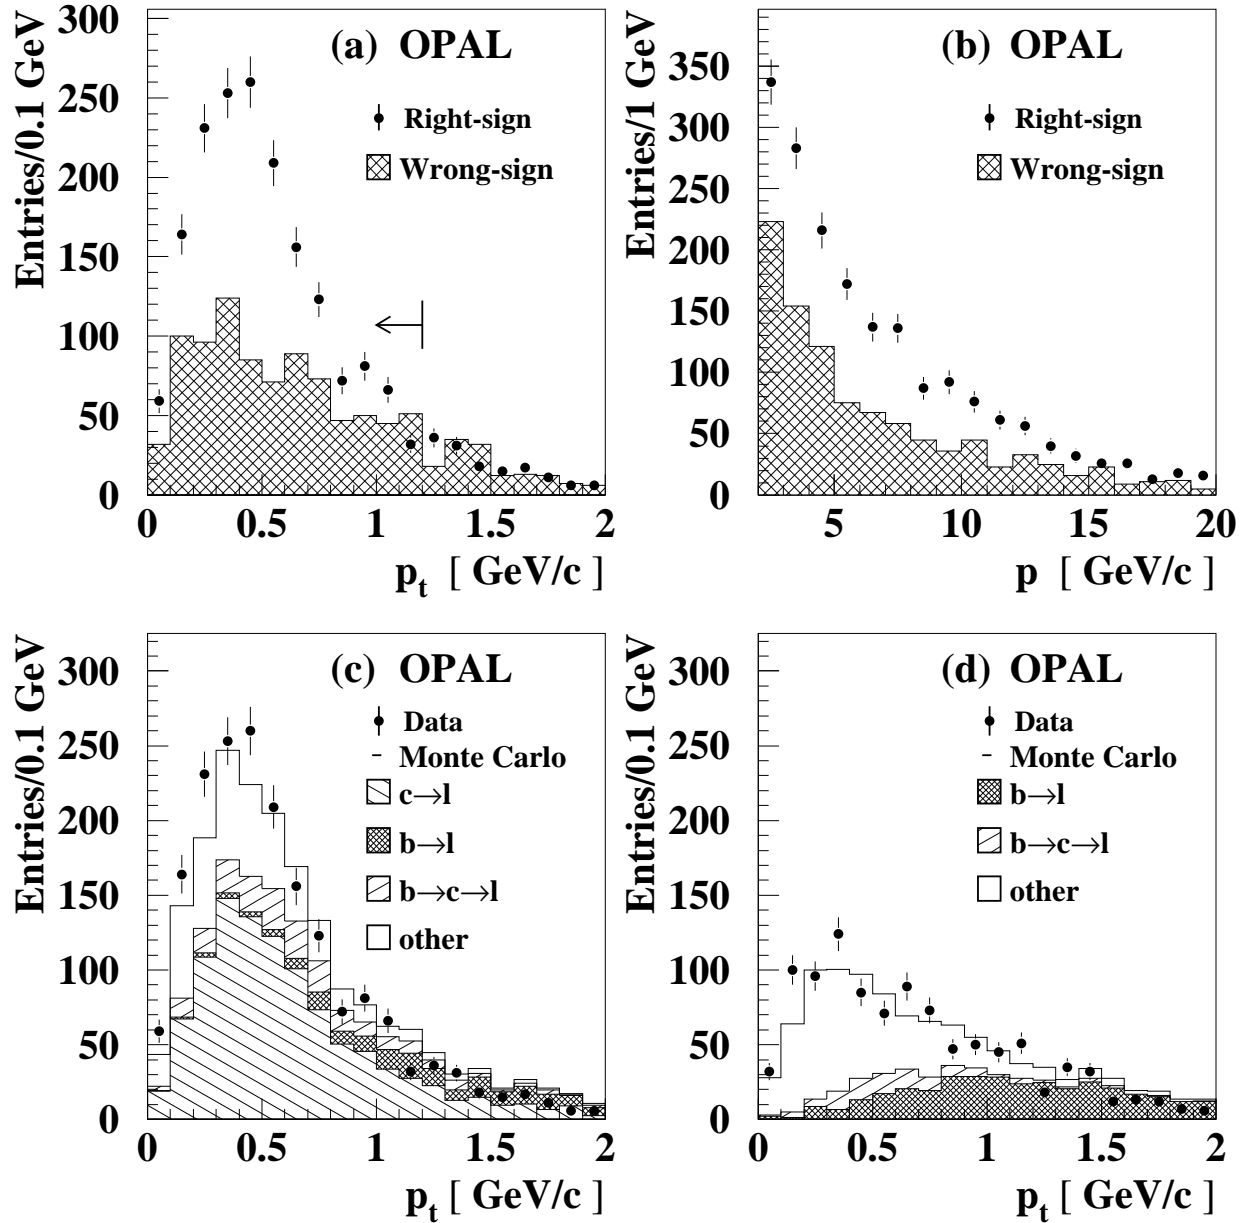 (a) OPAL
Entries/0.1 GeV
300
250
200
150
100
50
0
Right-sign
Wrong-sign
0 0.5 1 1.5 2
p_t [ GeV/c ]
(b) OPAL
Entries/1 GeV
350
300
250
200
150
100
50
0
Right-sign
Wrong-sign
5 10 15 20
p [ GeV/c ]
(c) OPAL
Entries/0.1 GeV
300
250
200
150
100
50
0
Data
Monte Carlo
c→l
b→l
b→c→l
other
0 0.5 1 1.5 2
p_t [ GeV/c ]
(d) OPAL
Entries/0.1 GeV
300
250
200
150
100
50
0
Data
Monte Carlo
b→l
b→c→l
other
0 0.5 1 1.5 2
p_t [ GeV/c ]